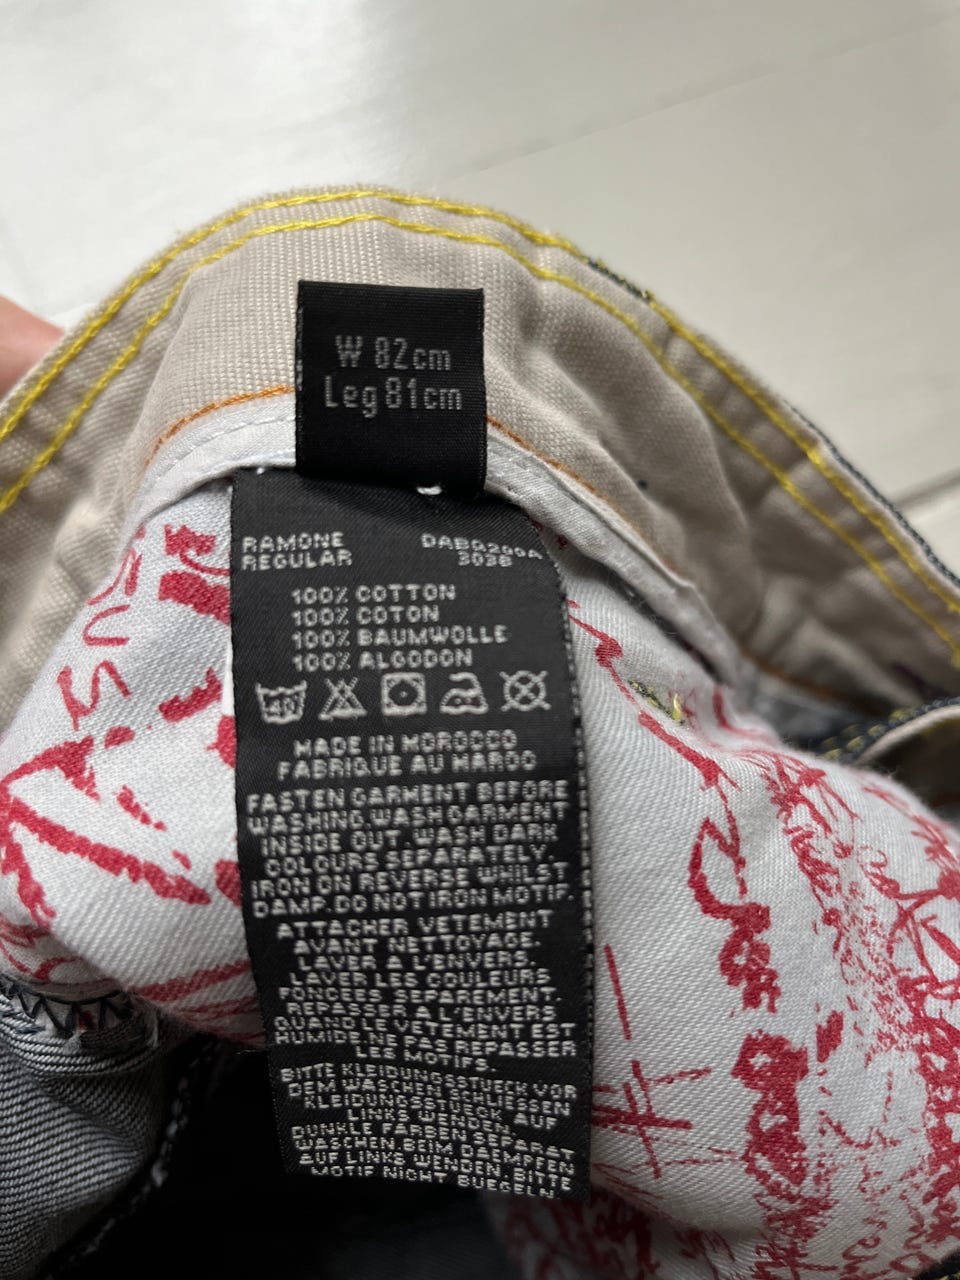 W 82cm
Leg 81cm
RAMONE
REGULAR
100% COTTON
100% COTON
100% BAUMWOLLE
100% ALGODON
40
MADE IN MOROCCO
FABRIQUE AU MAROC
FASTEN GARMENT BEFORE
WASHING. WASH GARMENT
INSIDE OUT. WASH DARK
COLOURS SEPARATELY.
IRON ON REVERSE WHILST
DAMP. DO NOT IRON MOTIF
ATTACHER VETEMENT
AVANT NETTOYAGE.
LAVER A L'ENVERS.
LAVER LES COULEURS
FONCEES SEPAREMENT.
REPASSER A L'ENVERS
QUAND LE VETEMENT EST
HUMID. NE PAS REPASSER
LES MOTIFS.
BITTE KLEIDUNGSSTUECK VOR
DEM WASCHEN SCHLIESSEN
KLEIDUNGSSTUECK AUF
LINKS WENDEN.
DUNKLE FARBEN SEPARAT
WASCHEN BEIM DAEMPFEN
AUF LINKS WENDEN. BITTE
MOTIF NICHT BUEGELN.